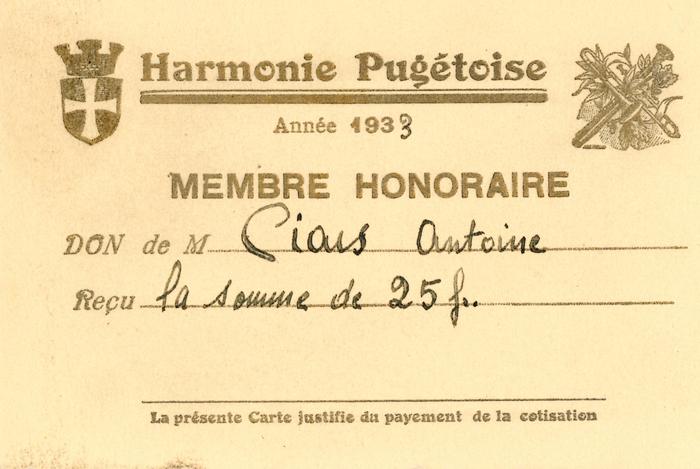 Harmonie Pugétoise
Année 1933
MEMBRE HONORAIRE
DON de M Ciais Antoine
Reçu la somme de 25 f..
La présente Carte justifie du payement de la cotisation